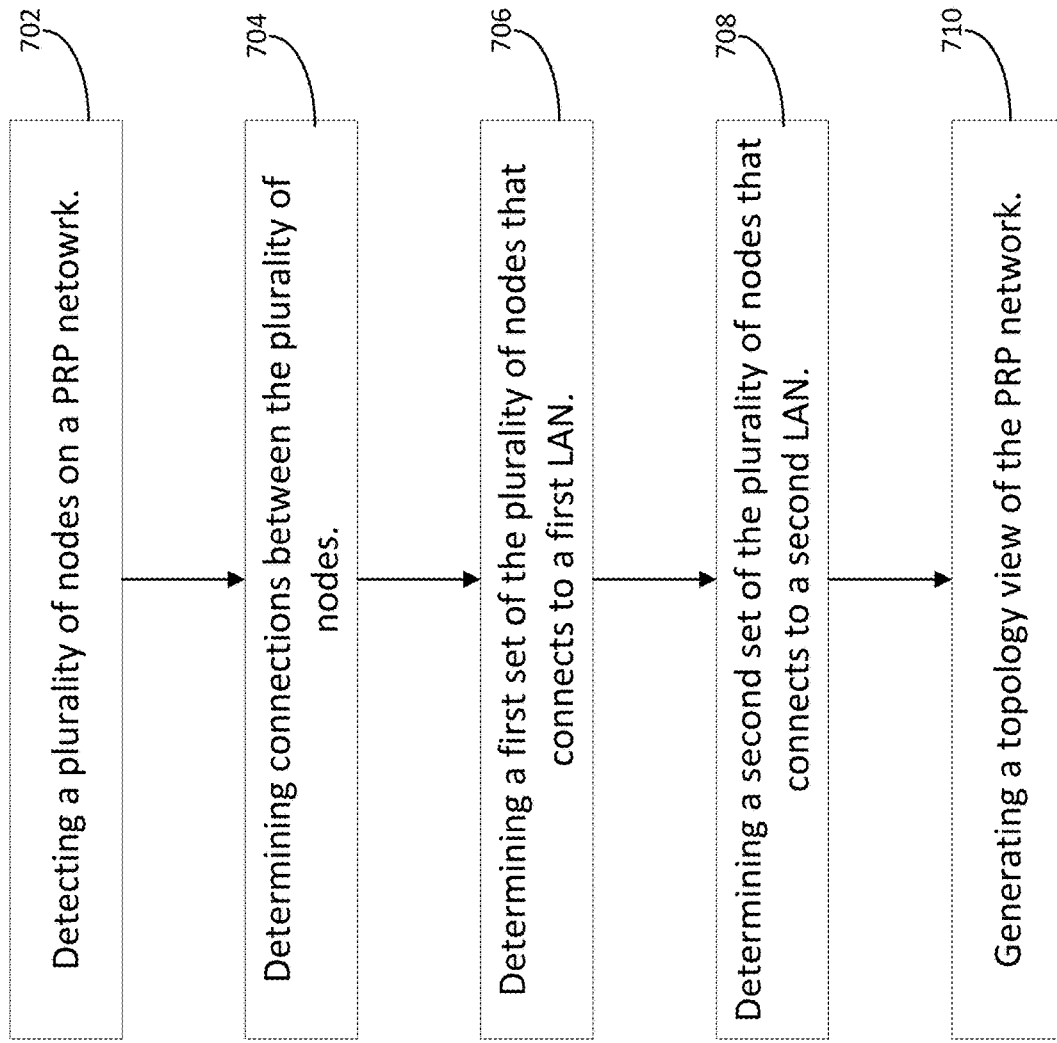 702
Detecting a plurality of nodes on a PRP netowrk.
704
Determining connections between the plurality of
nodes.
706
Determining a first set of the plurality of nodes that
connects to a first LAN.
708
Determining a second set of the plurality of nodes that
connects to a second LAN.
710
Generating a topology view of the PRP network.